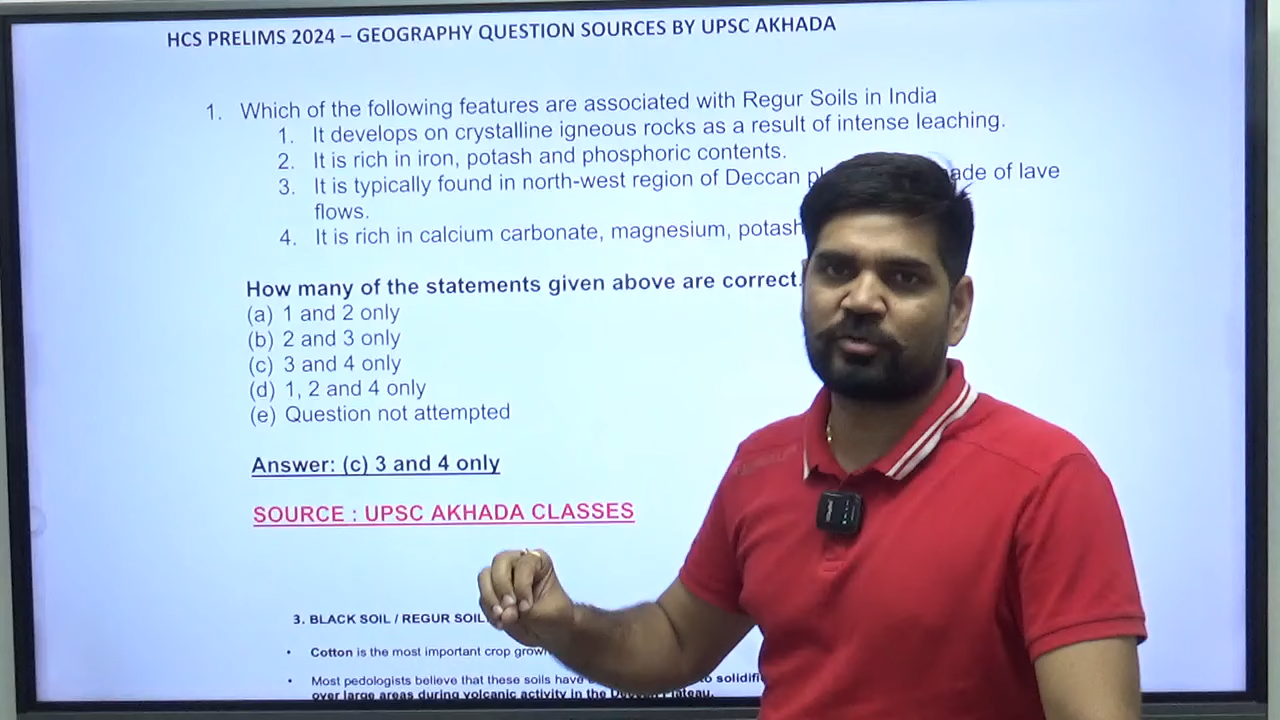 HCS PRELIMS 2024 – GEOGRAPHY QUESTION SOURCES BY UPSC AKHADA
1. Which of the following features are associated with Regur Soils in India
1. It develops on crystalline igneous rocks as a result of intense leaching.
2. It is rich in iron, potash and phosphoric contents.
3. It is typically found in north-west region of Deccan of lave
flows.
4. It is rich in calcium carbonate, magnesium, potash
How many of the statements given above are correct.
(a) 1 and 2 only
(b) 2 and 3 only
(c) 3 and 4 only
(d) 1, 2 and 4 only
(e) Question not attempted
Answer: (c) 3 and 4 only
SOURCE : UPSC AKHADA CLASSES
3. BLACK SOIL / REGUR SOIL
• Cotton is the most important crop
• Most pedologists believe that these soils have
over large areas during volcanic activity in the